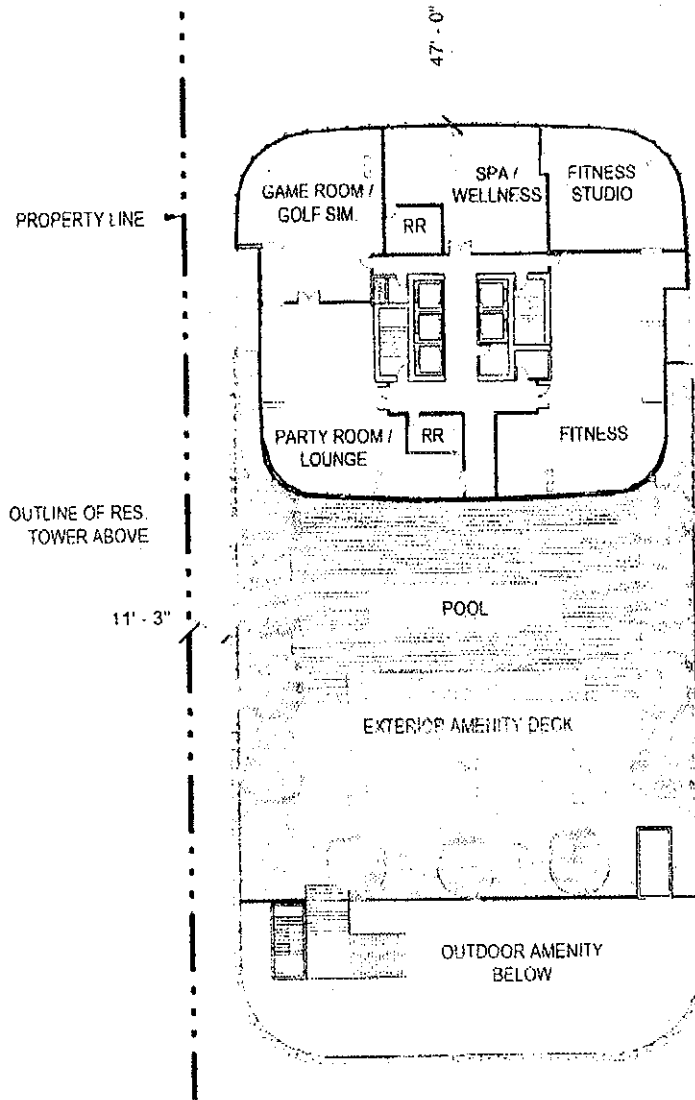 47' - 0"
GAME ROOM /
GOLF SIM.
SPA /
WELLNESS
FITNESS
STUDIO
PROPERTY LINE
RR
PARTY ROOM /
LOUNGE
RR
FITNESS
OUTLINE OF RES.
TOWER ABOVE
11' - 3"
POOL
EXTERIOR AMENITY DECK
OUTDOOR AMENITY
BELOW